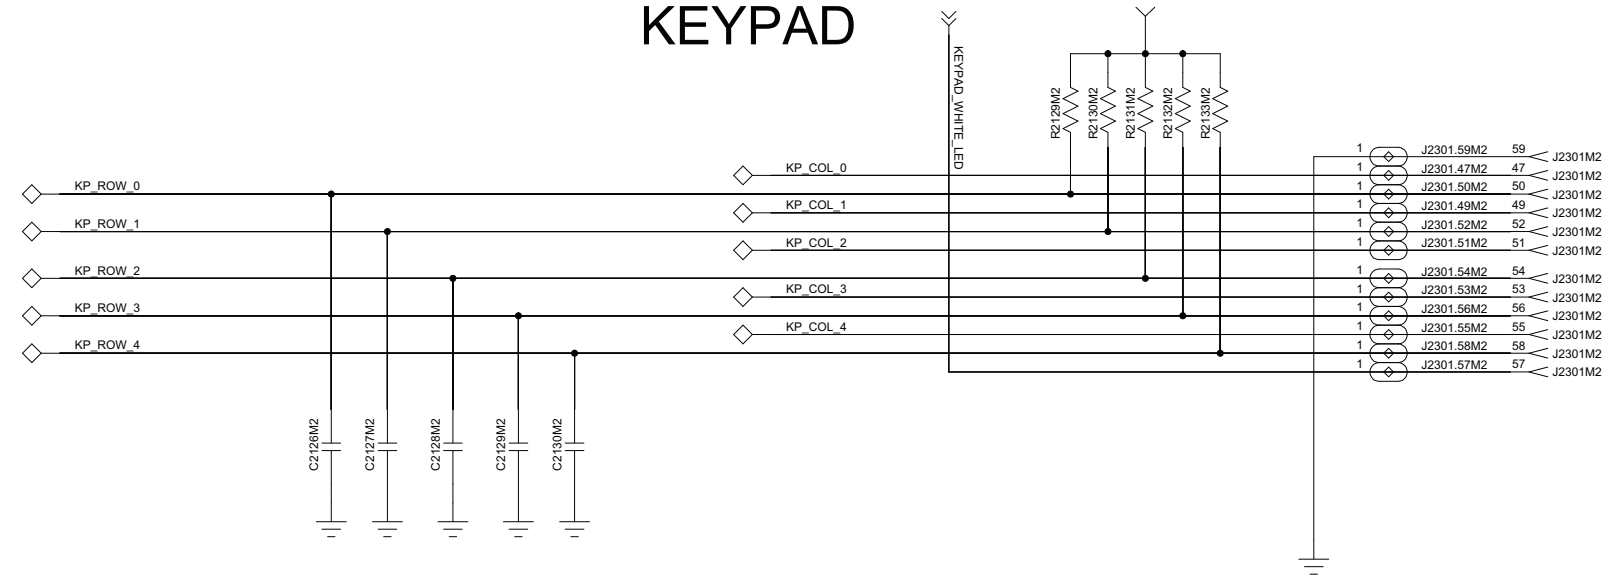 KEYPAD
KEYPAD_WHITE_LED
R2129M2
R2130M2
R2131M2
R2132M2
R2133M2
1 J2301.59M2 59 J2301M2
KP_COL_0 1 J2301.47M2 47 J2301M2
KP_ROW_0 1 J2301.50M2 50 J2301M2
KP_COL_1 1 J2301.49M2 49 J2301M2
KP_ROW_1 1 J2301.52M2 52 J2301M2
KP_COL_2 1 J2301.51M2 51 J2301M2
KP_ROW_2 1 J2301.54M2 54 J2301M2
KP_COL_3 1 J2301.53M2 53 J2301M2
KP_ROW_3 1 J2301.56M2 56 J2301M2
KP_COL_4 1 J2301.55M2 55 J2301M2
KP_ROW_4 1 J2301.58M2 58 J2301M2
1 J2301.57M2 57 J2301M2
C2126M2
C2127M2
C2128M2
C2129M2
C2130M2